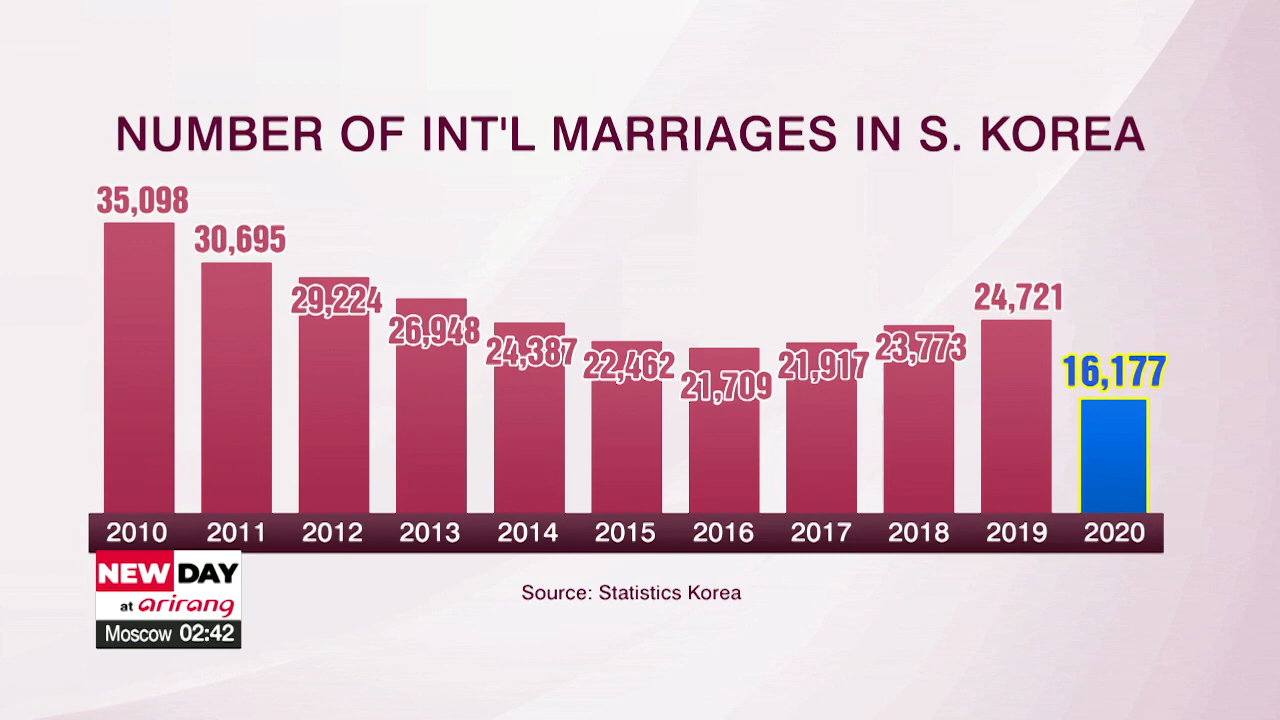 NUMBER OF INT'L MARRIAGES IN S. KOREA
35,098
30,695
29,224
26,948
24,387
22,462
21,709
21,917
23,773
24,721
16,177
2010 2011 2012 2013 2014 2015 2016 2017 2018 2019 2020
NEW DAY
at arirang
Moscow 02:42
Source: Statistics Korea